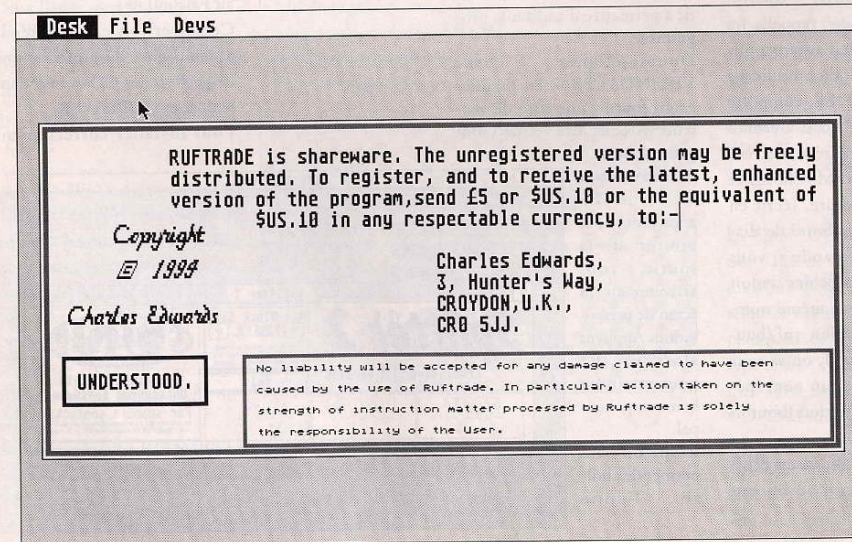 Desk File Devs
RUFTRADE is shareware. The unregistered version may be freely
distributed. To register, and to receive the latest, enhanced
version of the program,send £5 or $US.10 or the equivalent of
$US.10 in any respectable currency, to:-
Copyright
© 1994
Charles Edwards
Charles Edwards,
3, Hunter's Way,
CROYDON,U.K.,
CR0 5JJ.
UNDERSTOOD.
No liability will be accepted for any damage claimed to have been
caused by the use of Ruftrade. In particular, action taken on the
strength of instruction matter processed by Ruftrade is solely
the responsibility of the User.